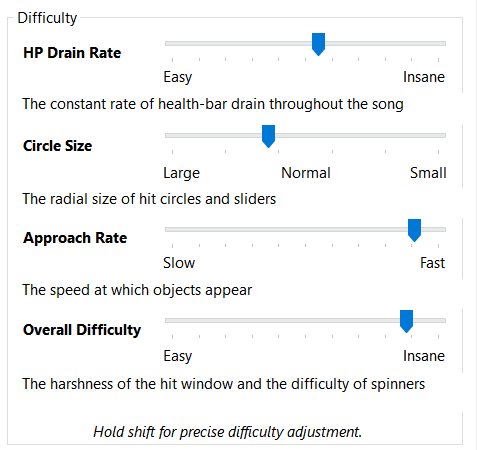 Difficulty
HP Drain Rate
Easy Insane
The constant rate of health-bar drain throughout the song
Circle Size
Large Normal Small
The radial size of hit circles and sliders
Approach Rate
Slow Fast
The speed at which objects appear
Overall Difficulty
Easy Insane
The harshness of the hit window and the difficulty of spinners
Hold shift for precise difficulty adjustment.